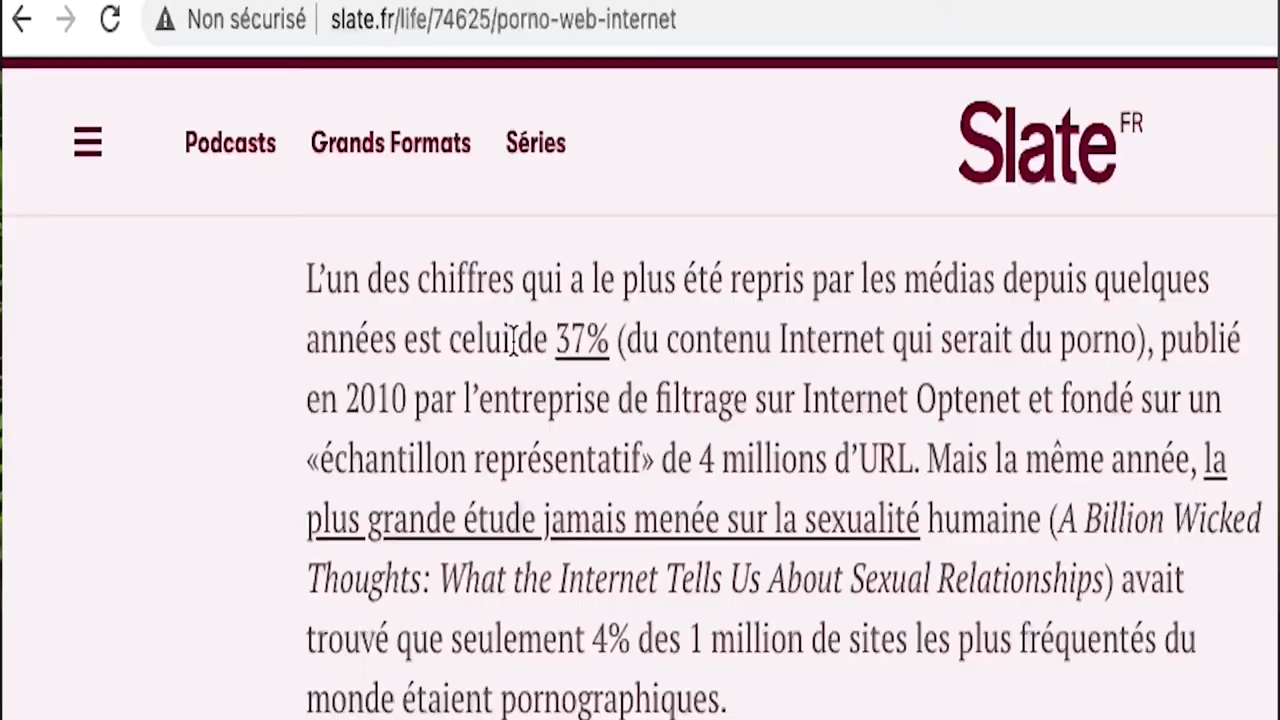 Non sécurisé slate.fr/life/74625/porno-web-internet
Podcasts Grands Formats Séries
Slate FR
L’un des chiffres qui a le plus été repris par les médias depuis quelques
années est celui de 37% (du contenu Internet qui serait du porno), publié
en 2010 par l’entreprise de filtrage sur Internet Optenet et fondé sur un
«échantillon représentatif» de 4 millions d’URL. Mais la même année, la
plus grande étude jamais menée sur la sexualité humaine (A Billion Wicked
Thoughts: What the Internet Tells Us About Sexual Relationships) avait
trouvé que seulement 4% des 1 million de sites les plus fréquentés du
monde étaient pornographiques.